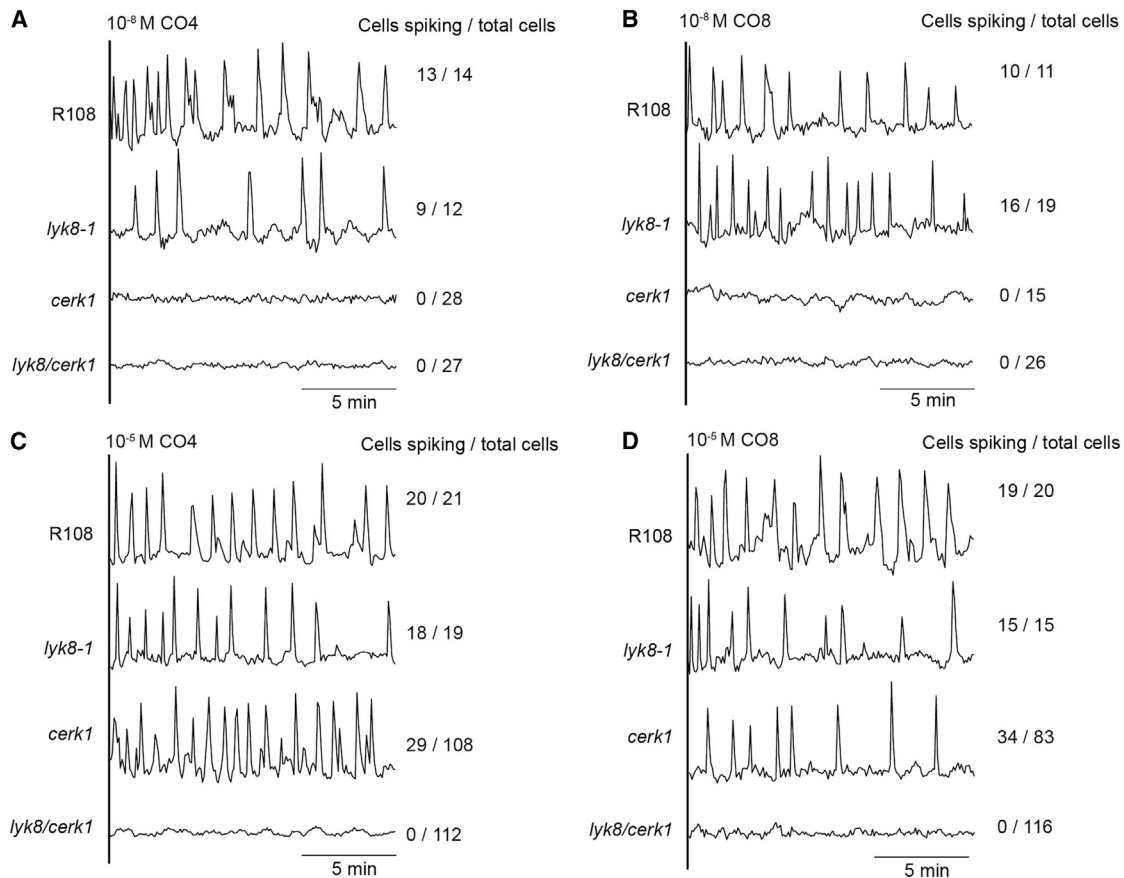 A
10⁻⁸ M CO4
Cells spiking / total cells
R108
13 / 14
lyk8-1
9 / 12
cerk1
0 / 28
lyk8/cerk1
0 / 27
5 min
B
10⁻⁸ M CO8
Cells spiking / total cells
R108
10 / 11
lyk8-1
16 / 19
cerk1
0 / 15
lyk8/cerk1
0 / 26
5 min
C
10⁻⁵ M CO4
Cells spiking / total cells
R108
20 / 21
lyk8-1
18 / 19
cerk1
29 / 108
lyk8/cerk1
0 / 112
5 min
D
10⁻⁵ M CO8
Cells spiking / total cells
R108
19 / 20
lyk8-1
15 / 15
cerk1
34 / 83
lyk8/cerk1
0 / 116
5 min